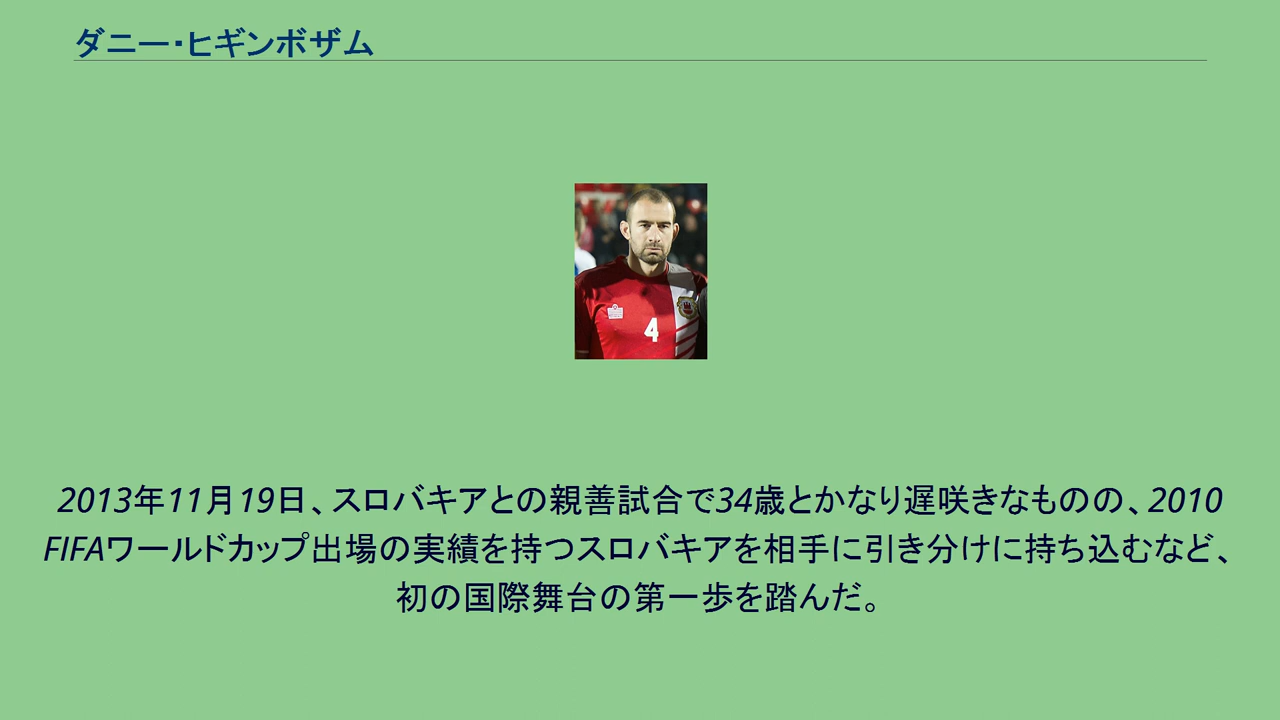 ダニー・ヒギンボザム
4
2013年11月19日、スロバキアとの親善試合で34歳とかなり遅咲きなものの、2010
FIFAワールドカップ出場の実績を持つスロバキアを相手に引き分けに持ち込むなど、
初の国際舞台の第一歩を踏んだ。